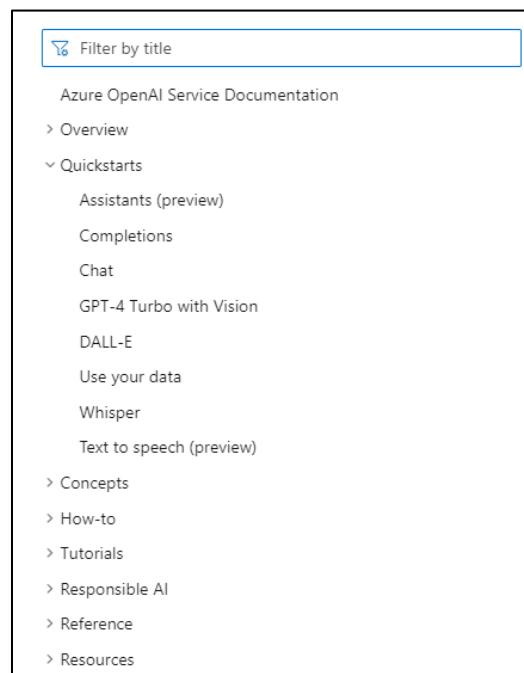 Filter by title
Azure OpenAI Service Documentation
Overview
Quickstarts
Assistants (preview)
Completions
Chat
GPT-4 Turbo with Vision
DALL-E
Use your data
Whisper
Text to speech (preview)
Concepts
How-to
Tutorials
Responsible AI
Reference
Resources